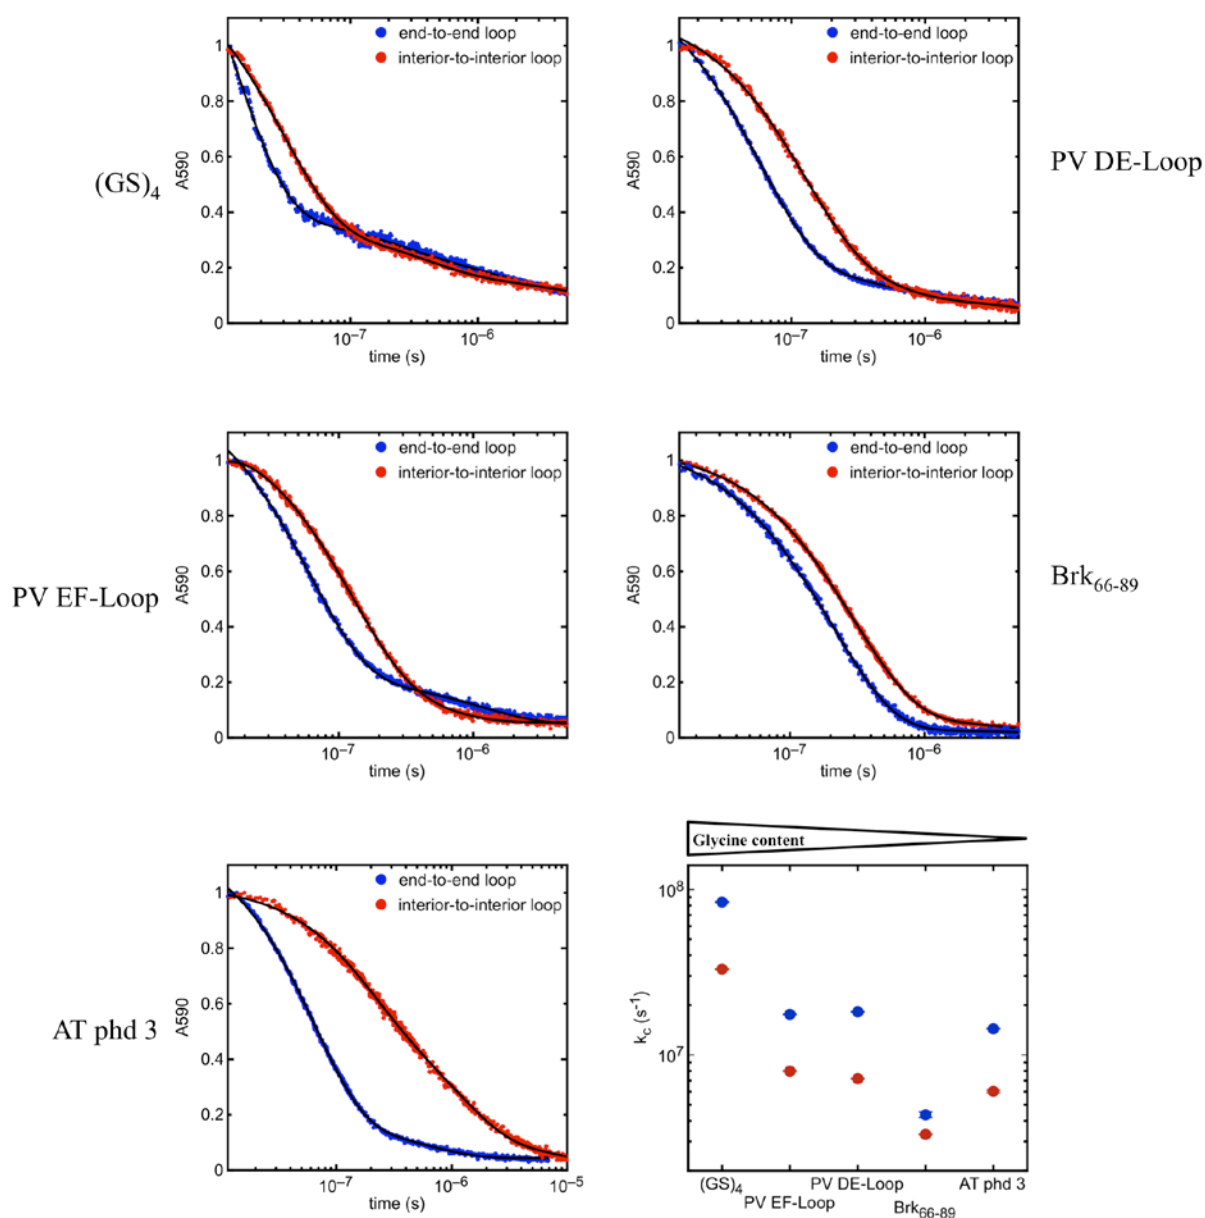 end-to-end loop
interior-to-interior loop
(GS)₄
A590
1
0.8
0.6
0.4
0.2
0
10⁻⁷
10⁻⁶
time (s)
end-to-end loop
interior-to-interior loop
PV DE-Loop
A590
1
0.8
0.6
0.4
0.2
0
10⁻⁷
10⁻⁶
time (s)
end-to-end loop
interior-to-interior loop
PV EF-Loop
A590
1
0.8
0.6
0.4
0.2
0
10⁻⁷
10⁻⁶
time (s)
end-to-end loop
interior-to-interior loop
Brk₆₆₋₈₉
A590
1
0.8
0.6
0.4
0.2
0
10⁻⁷
10⁻⁶
time (s)
end-to-end loop
interior-to-interior loop
AT phd 3
A590
1
0.8
0.6
0.4
0.2
0
10⁻⁷
10⁻⁶
10⁻⁵
time (s)
Glycine content
10⁸
10⁷
k_c (s⁻¹)
(GS)₄
PV EF-Loop
PV DE-Loop
Brk₆₆₋₈₉
AT phd 3